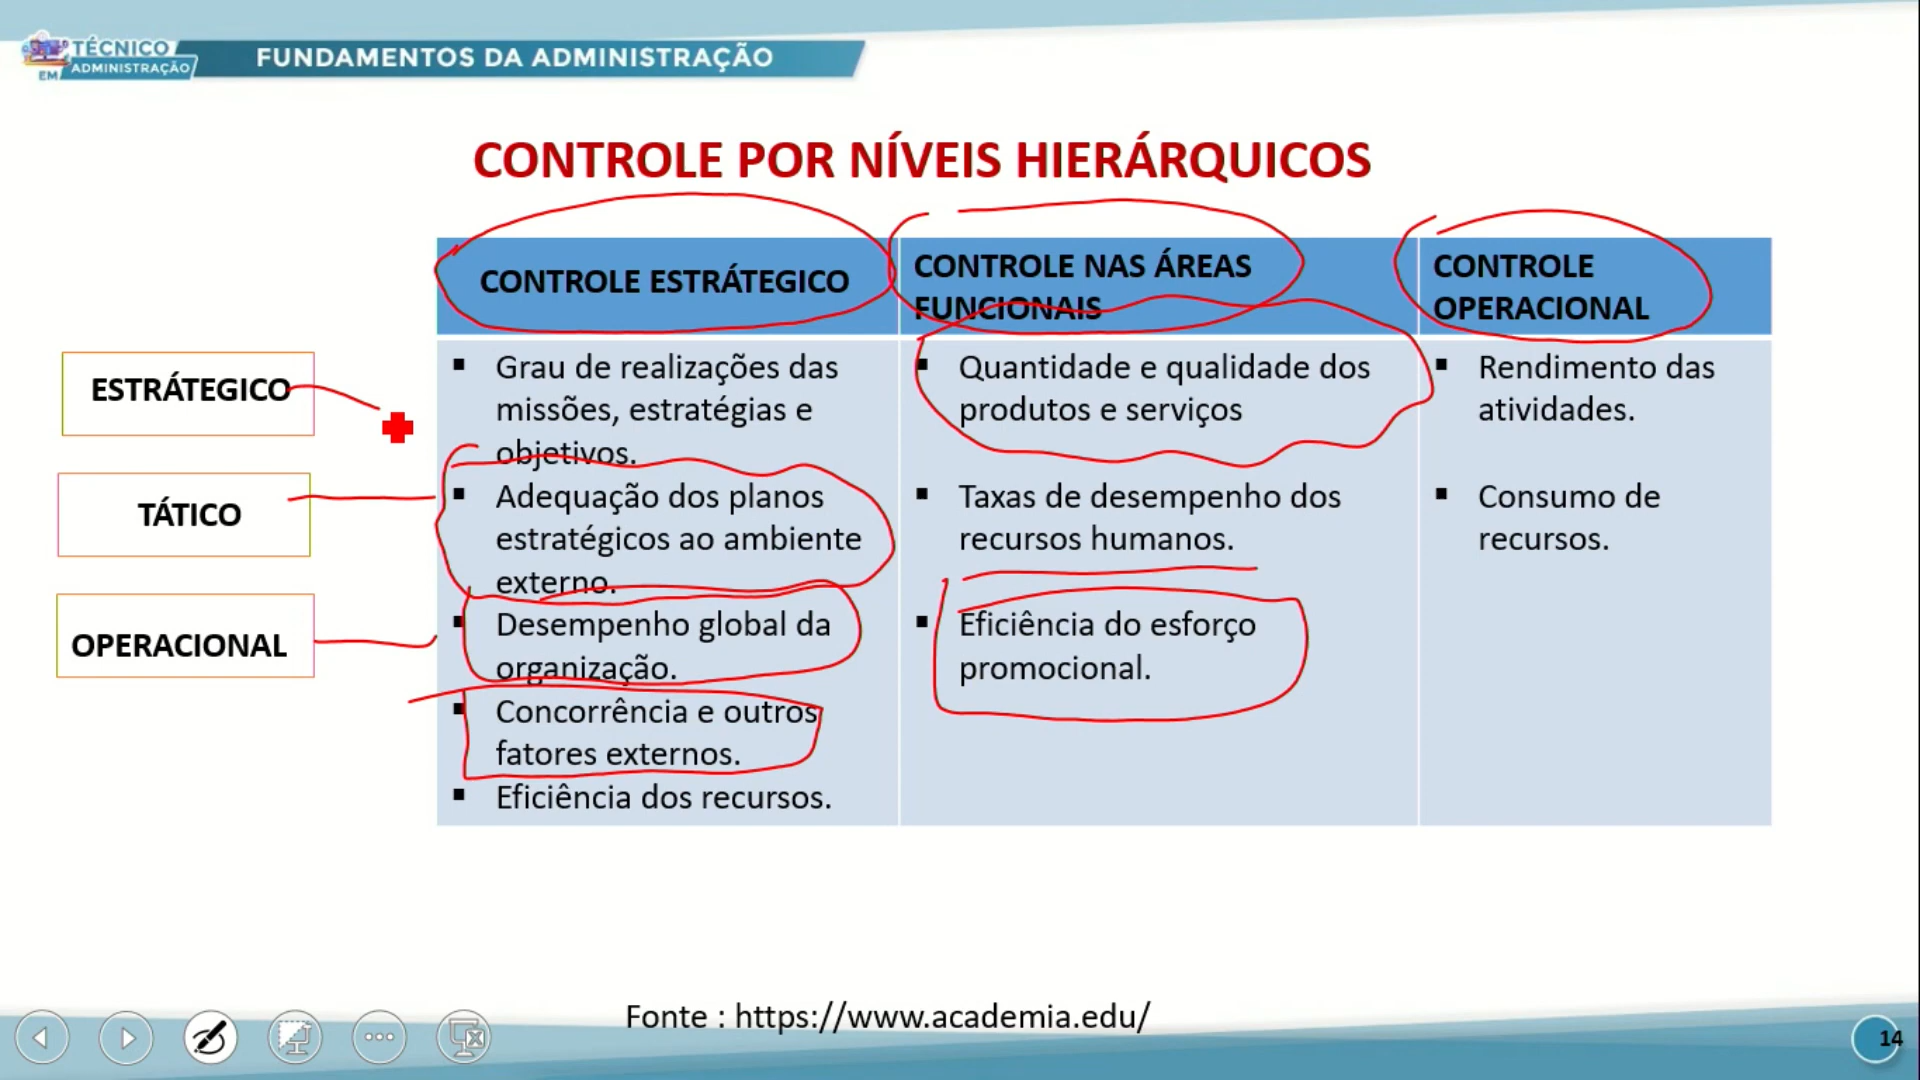 TÉCNICO
EM ADMINISTRAÇÃO
FUNDAMENTOS DA ADMINISTRAÇÃO
CONTROLE POR NÍVEIS HIERÁRQUICOS
ESTRÁTEGICO
TÁTICO
OPERACIONAL
CONTROLE ESTRÁTEGICO
▪ Grau de realizações das
missões, estratégias e
objetivos.
▪ Adequação dos planos
estratégicos ao ambiente
externo.
▪ Desempenho global da
organização.
▪ Concorrência e outros
fatores externos.
▪ Eficiência dos recursos.
CONTROLE NAS ÁREAS
FUNCIONAIS
▪ Quantidade e qualidade dos
produtos e serviços
▪ Taxas de desempenho dos
recursos humanos.
▪ Eficiência do esforço
promocional.
CONTROLE
OPERACIONAL
▪ Rendimento das
atividades.
▪ Consumo de
recursos.
Fonte : https://www.academia.edu/
14